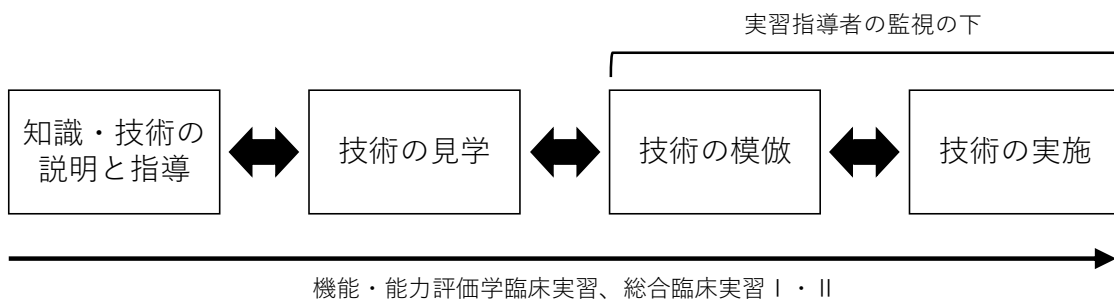 実習指導者の監視の下
知識・技術の
説明と指導
技術の見学
技術の模倣
技術の実施
機能・能力評価学臨床実習、総合臨床実習Ⅰ・Ⅱ